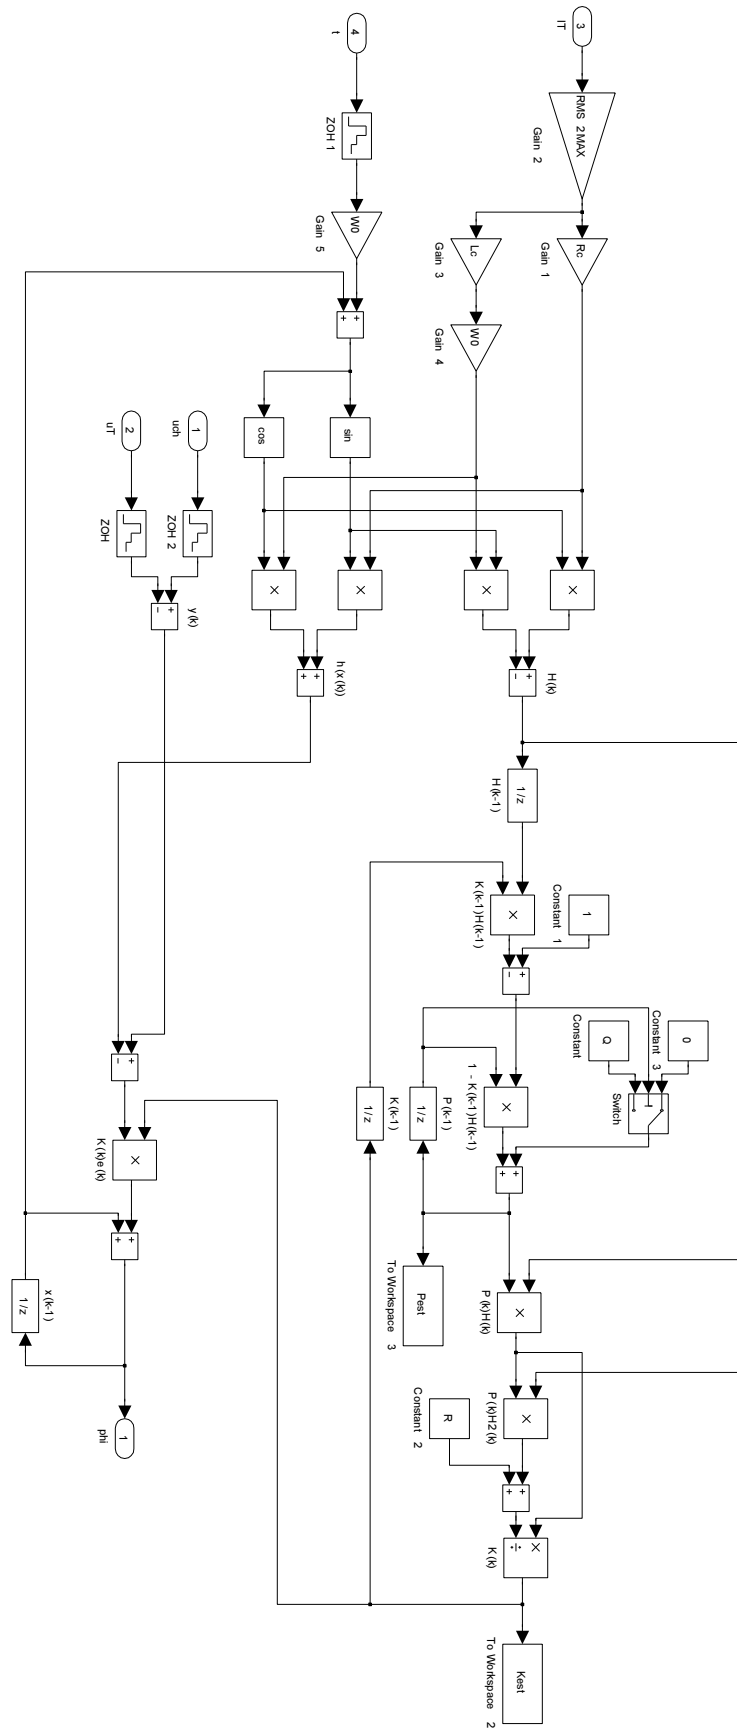 3
IT
RMS 2MAX
Gain 2
Rc
Gain 1
Lc
Gain 3
W0
Gain 4
4
t
ZOH 1
W0
Gain 5
+
+
sin
cos
1
uch
2
uT
ZOH 2
ZOH
+
−
y(k)
×
×
×
×
+
+
h(x(k))
+
−
H(k)
1/z
H(k-1)
×
K(k-1)H(k-1)
1
Constant 1
+
−
0
Constant 3
Q
Constant
Switch
×
1 - K(k-1)H(k-1)
1/z
P(k-1)
1/z
K(k-1)
+
+
Pest
To Workspace 3
×
P(k)H(k)
×
P(k)H2(k)
R
Constant 2
+
+
×
÷
K(k)
Kest
To Workspace 2
+
−
×
K(k)e(k)
+
+
1/z
x(k-1)
1
phi